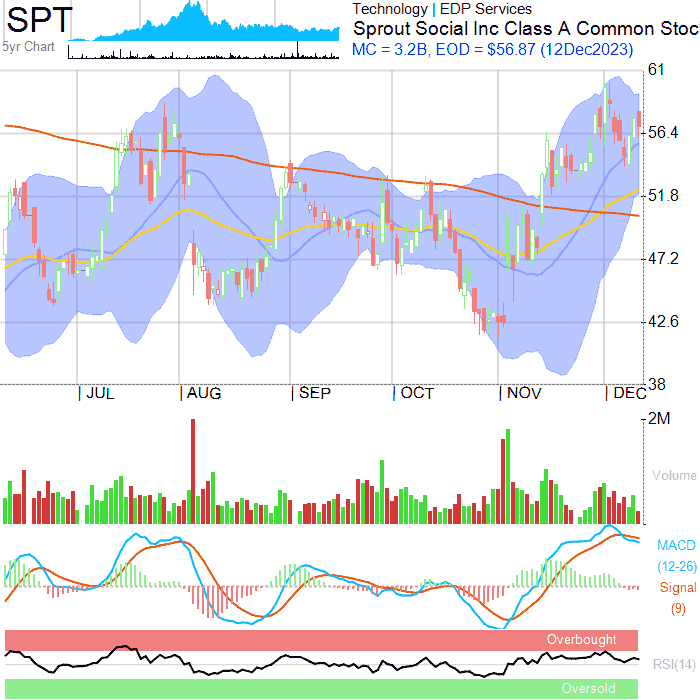 SPT
5yr Chart
Technology | EDP Services
Sprout Social Inc Class A Common Stoc
MC = 3.2B, EOD = $56.87 (12Dec2023)
61
56.4
51.8
47.2
42.6
38
| JUL | AUG | SEP | OCT | NOV | DEC
2M
Volume
MACD
(12-26)
Signal
(9)
Overbought
RSI(14)
Oversold